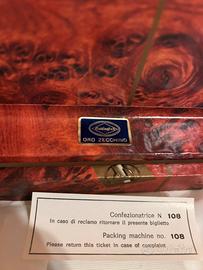 ORO ZECCHINO
Confezionatrice N 108
In caso di reclamo ritornare il presente biglietto
Packing machine no. 108
Please return this ticket in case of complaint